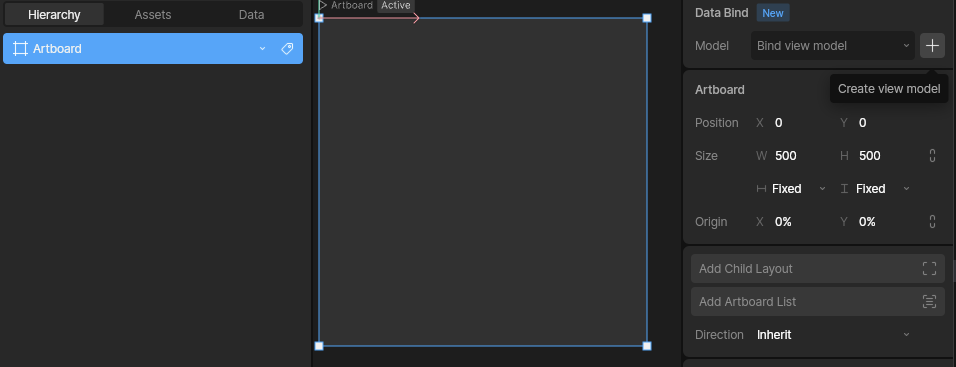 Hierarchy Assets Data
Artboard
Artboard Active
Data Bind New
Model Bind view model
Create view model
Artboard
Position X 0 Y 0
Size W 500 H 500
Fixed Fixed
Origin X 0% Y 0%
Add Child Layout
Add Artboard List
Direction Inherit